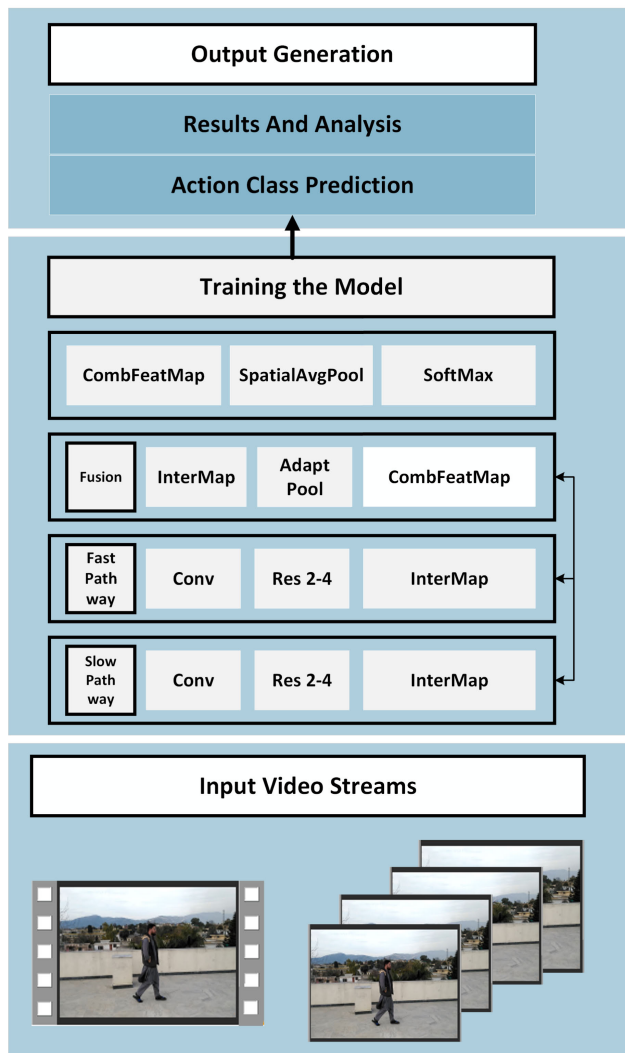 Output Generation
Results And Analysis
Action Class Prediction
Training the Model
CombFeatMap SpatialAvgPool SoftMax
Fusion InterMap Adapt Pool CombFeatMap
Fast Path way Conv Res 2-4 InterMap
Slow Path way Conv Res 2-4 InterMap
Input Video Streams